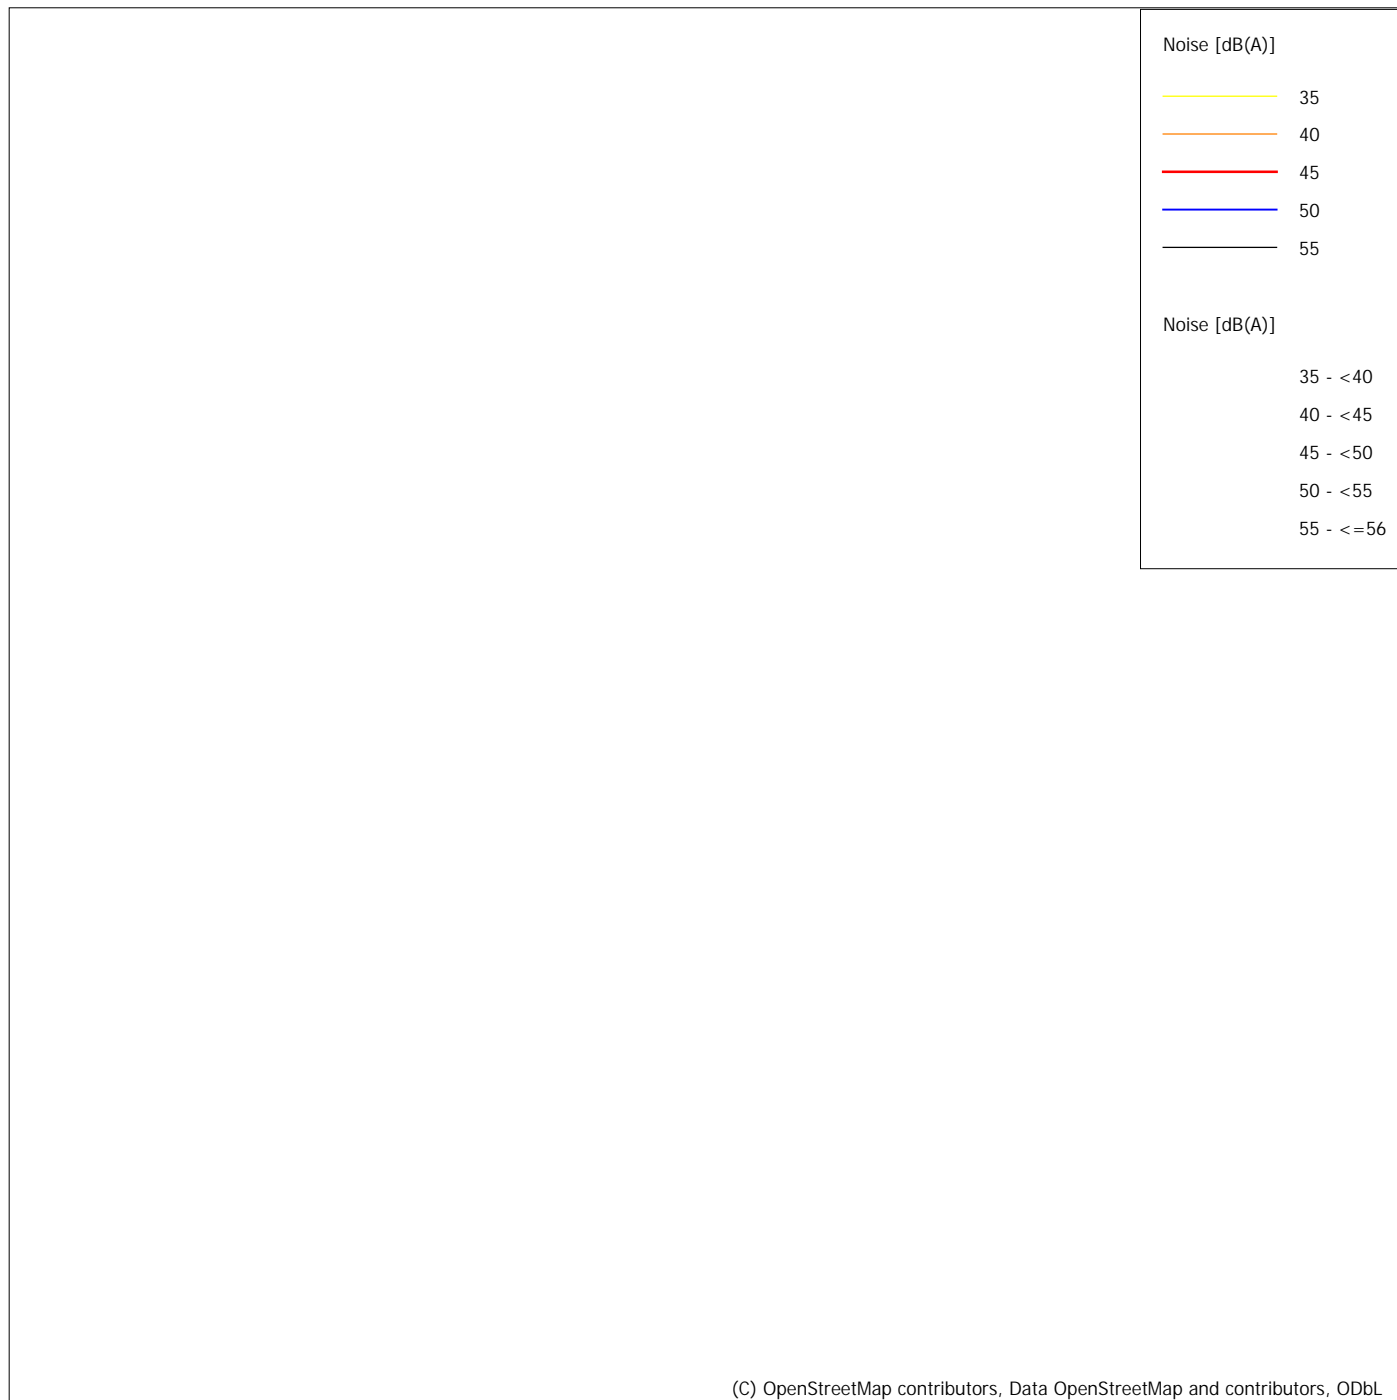 Noise [dB(A)]
35
40
45
50
55
Noise [dB(A)]
35 - <40
40 - <45
45 - <50
50 - <55
55 - <=56
(C) OpenStreetMap contributors, Data OpenStreetMap and contributors, ODbL